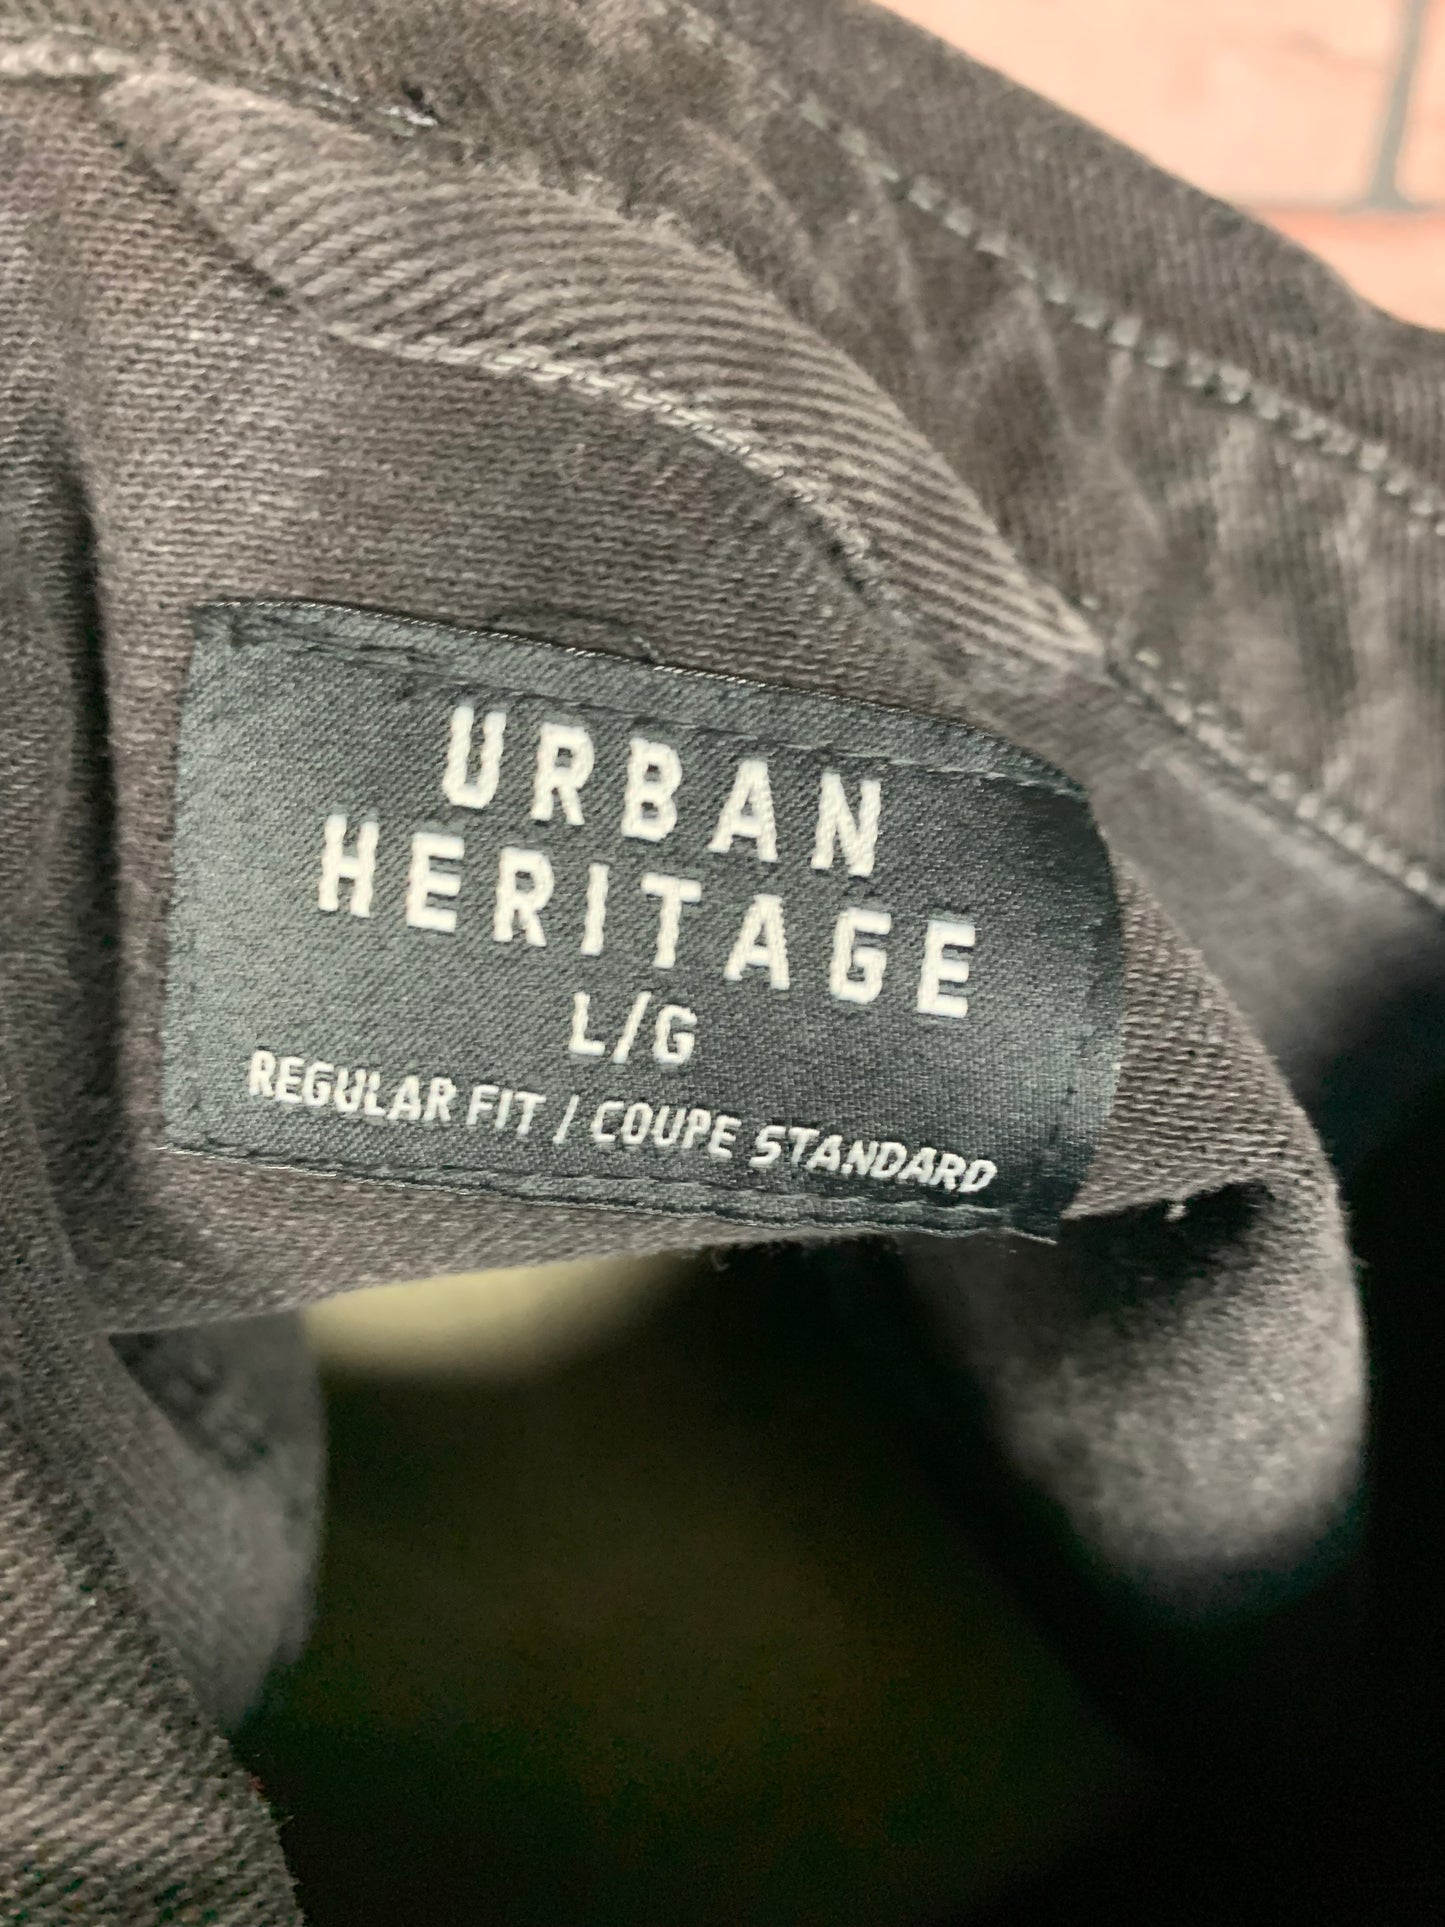 URBAN
HERITAGE
L/G
REGULAR FIT / COUPE STANDARD